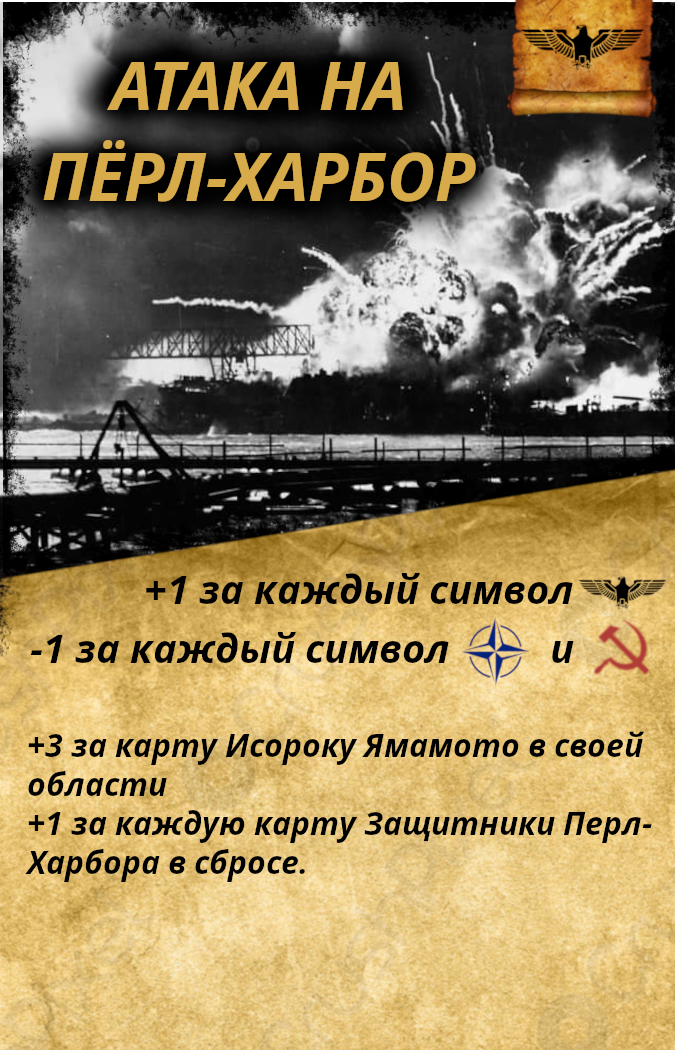 АТАКА НА
ПЁРЛ-ХАРБОР
+1 за каждый символ
-1 за каждый символ и
+3 за карту Исороку Ямамото в своей
области
+1 за каждую карту Защитники Перл-
Харбора в сбросе.